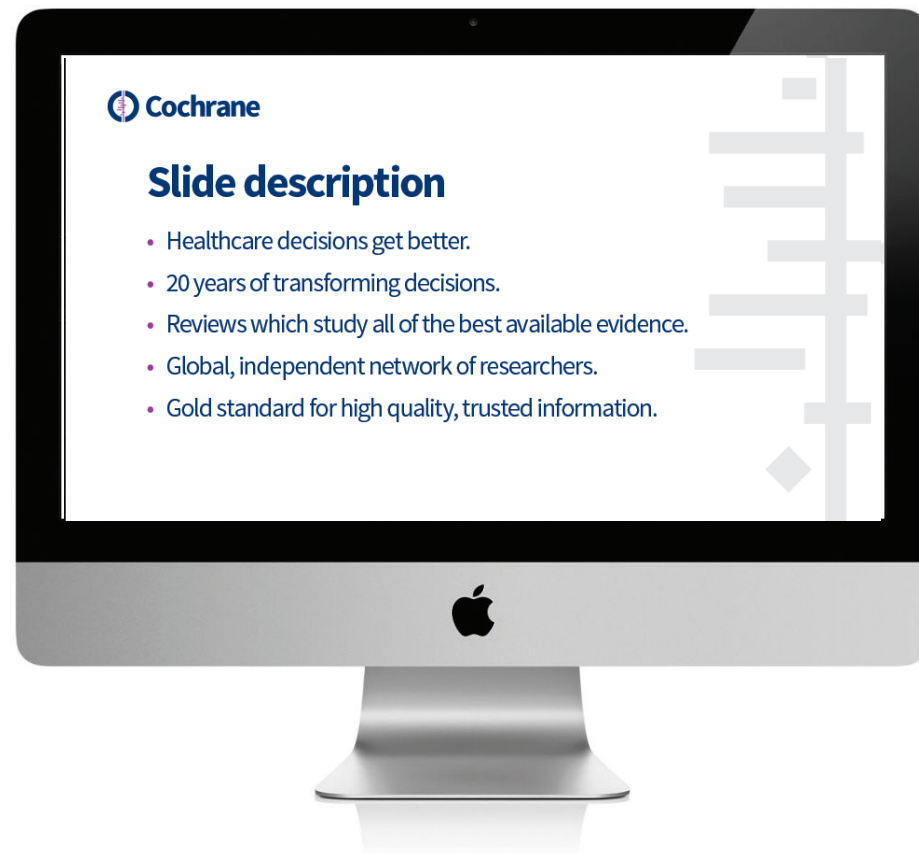 Cochrane
Slide description
• Healthcare decisions get better.
• 20 years of transforming decisions.
• Reviews which study all of the best available evidence.
• Global, independent network of researchers.
• Gold standard for high quality, trusted information.